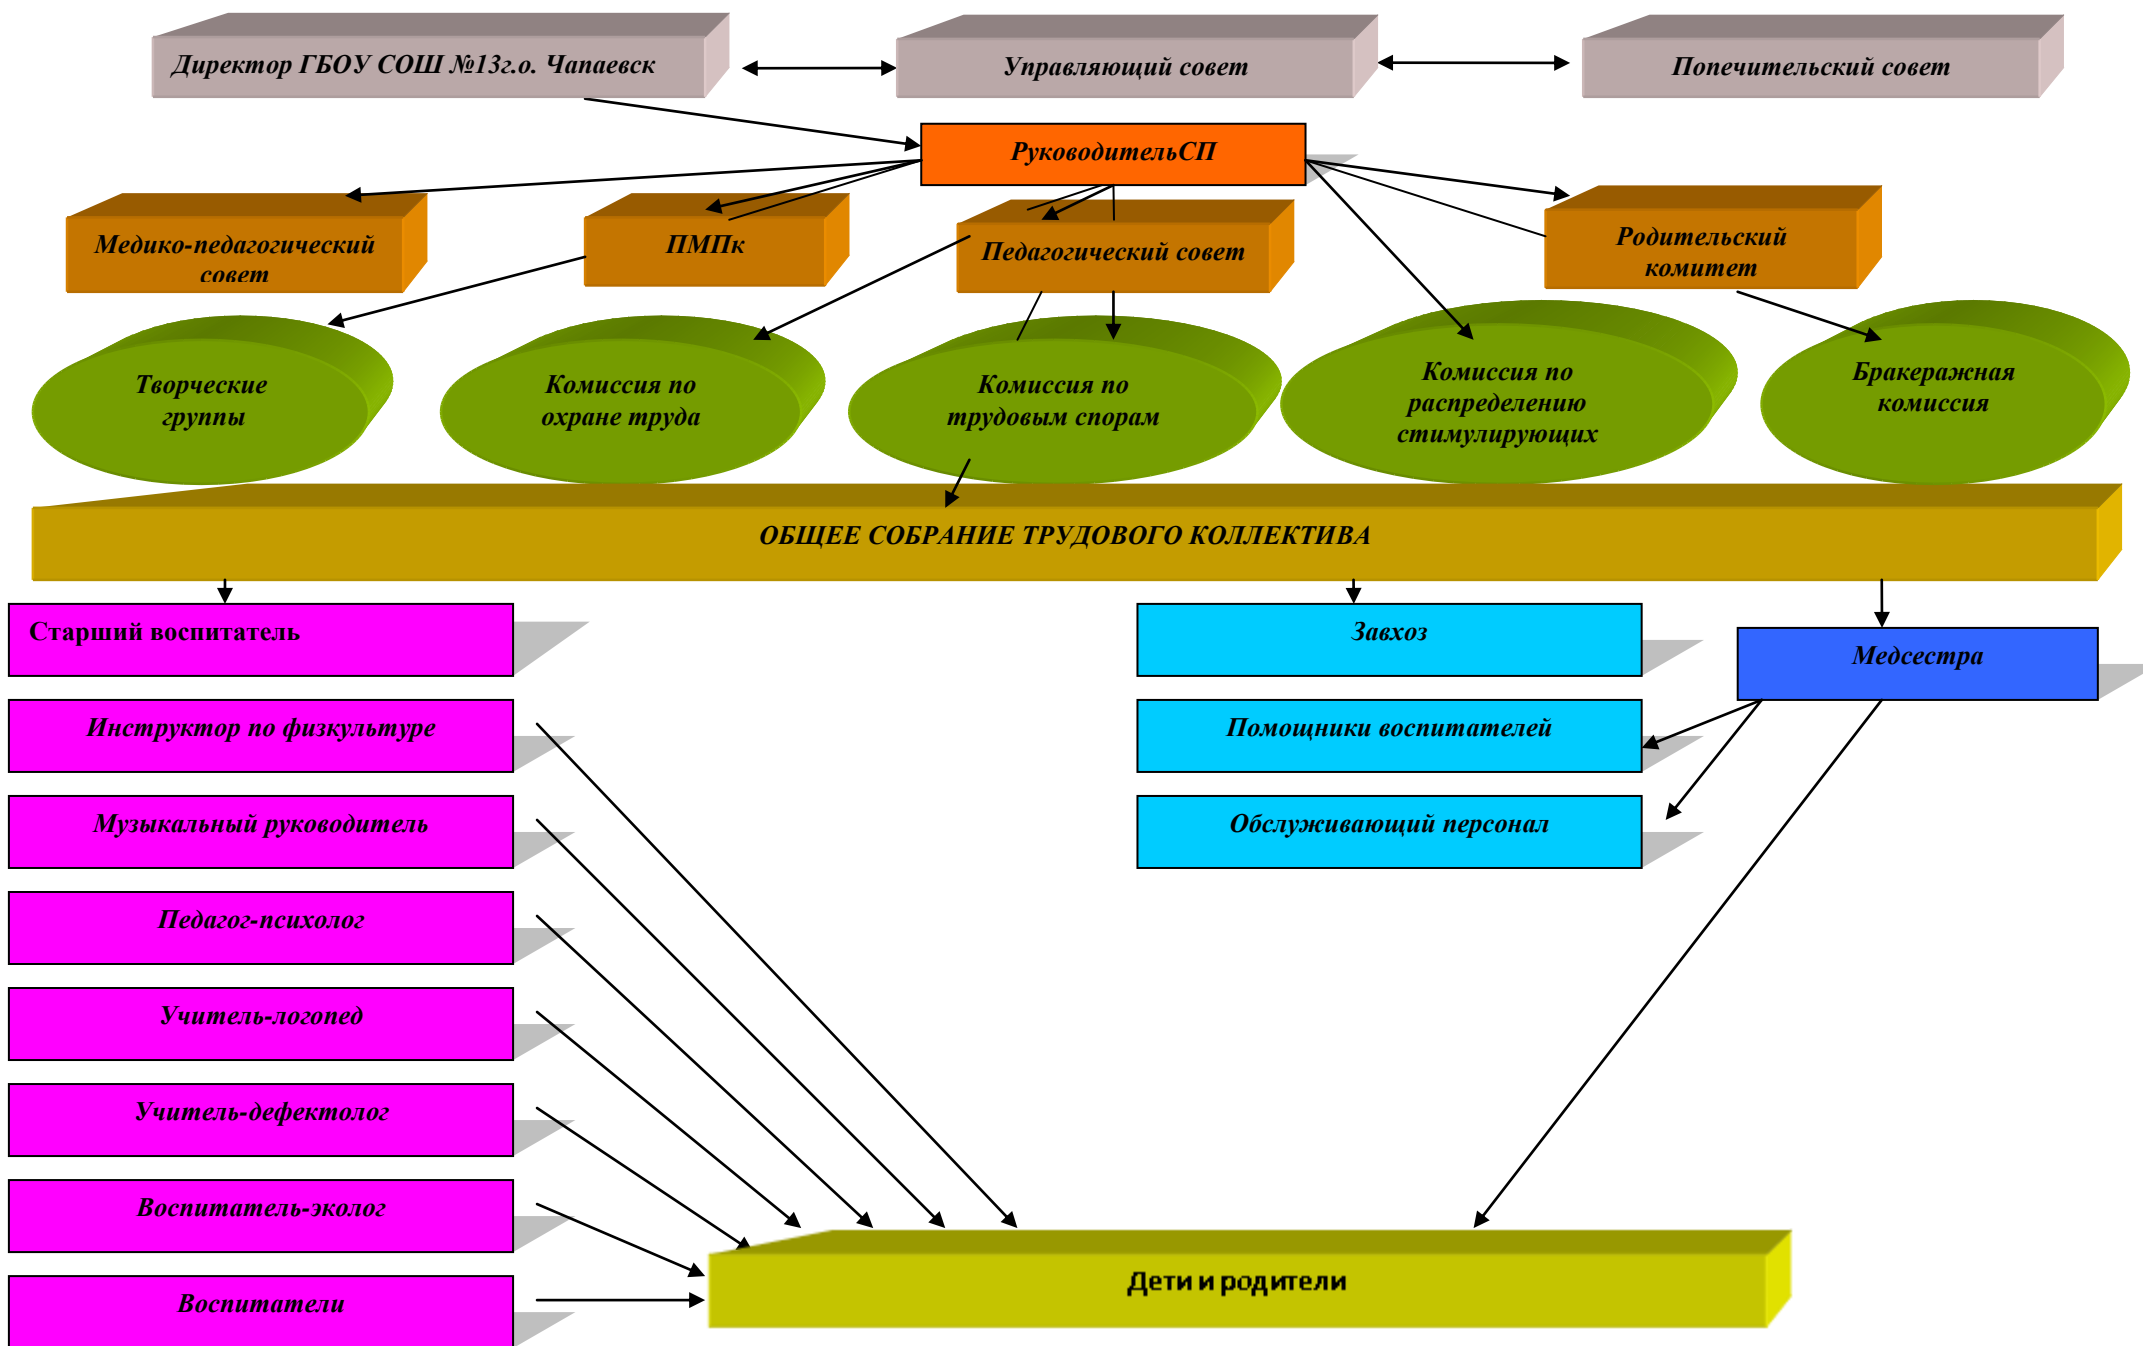 Директор ГБОУ СОШ №13г.о. Чапаевск
Управляющий совет
Попечительский совет
РуководительСП
Медико-педагогический
совет
ПМПк
Педагогический совет
Родительский
комитет
Творческие
группы
Комиссия по
охране труда
Комиссия по
трудовым спорам
Комиссия по
распределению
стимулирующих
Бракеражная
комиссия
ОБЩЕЕ СОБРАНИЕ ТРУДОВОГО КОЛЛЕКТИВА
Старший воспитатель
Завхоз
Медсестра
Инструктор по физкультуре
Помощники воспитателей
Музыкальный руководитель
Обслуживающий персонал
Педагог-психолог
Учитель-логопед
Учитель-дефектолог
Воспитатель-эколог
Дети и родители
Воспитатели